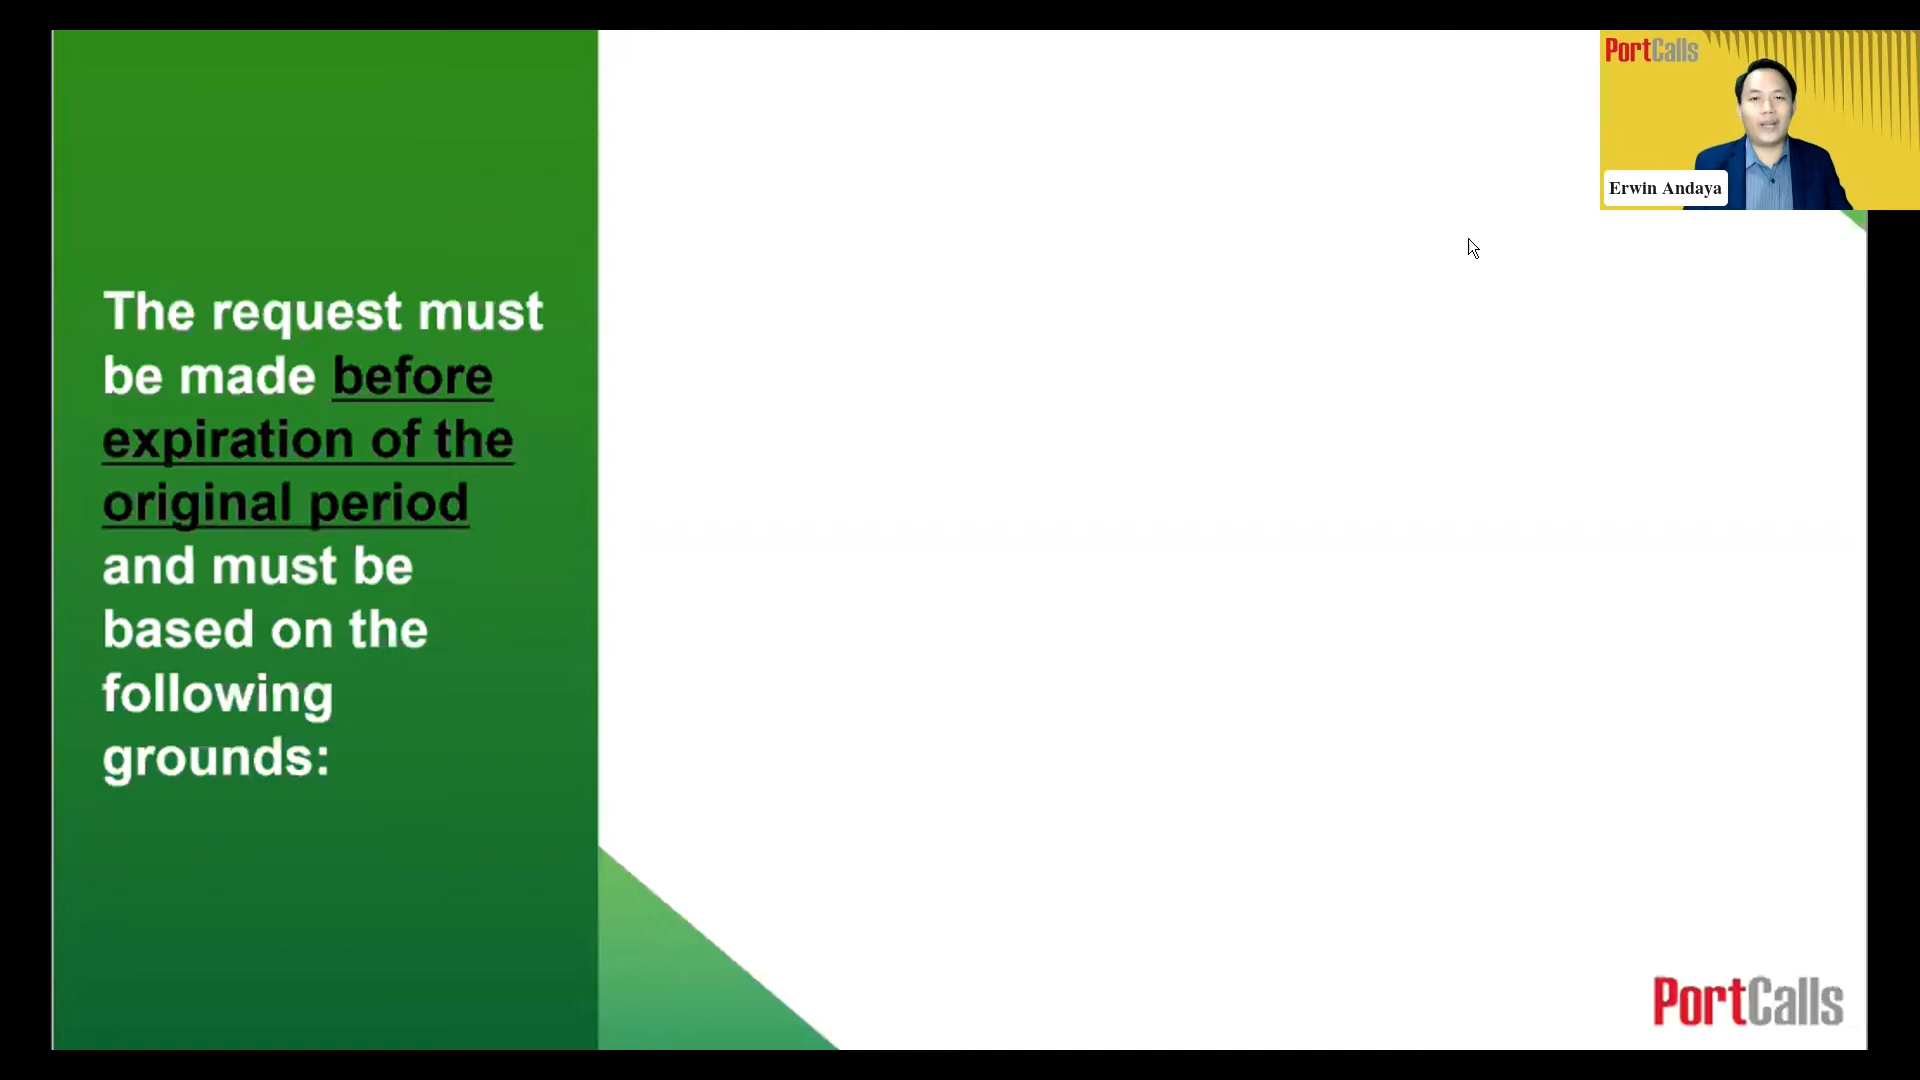 PortCalls
Erwin Andaya
The request must
be made before
expiration of the
original period
and must be
based on the
following
grounds:
PortCalls